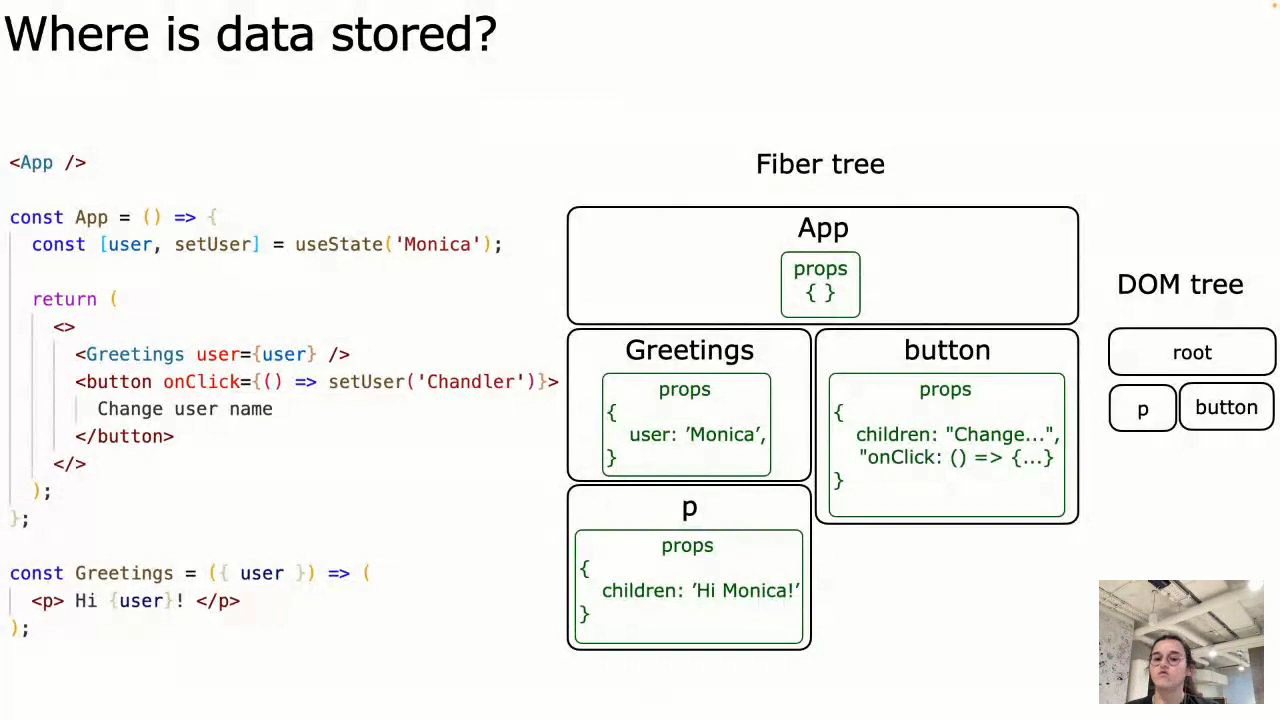 Where is data stored?
<App />
const App = () => {
const [user, setUser] = useState('Monica');
return (
<>
<Greetings user={user} />
<button onClick={() => setUser('Chandler')}>
Change user name
</button>
</>
);
};
const Greetings = ({ user }) => (
<p> Hi {user}! </p>
);
Fiber tree
App
props
{ }
Greetings
props
{
user: ’Monica’,
}
button
props
{
children: "Change...",
"onClick: () => {...}
}
p
props
{
children: ’Hi Monica!’
}
DOM tree
root
p
button